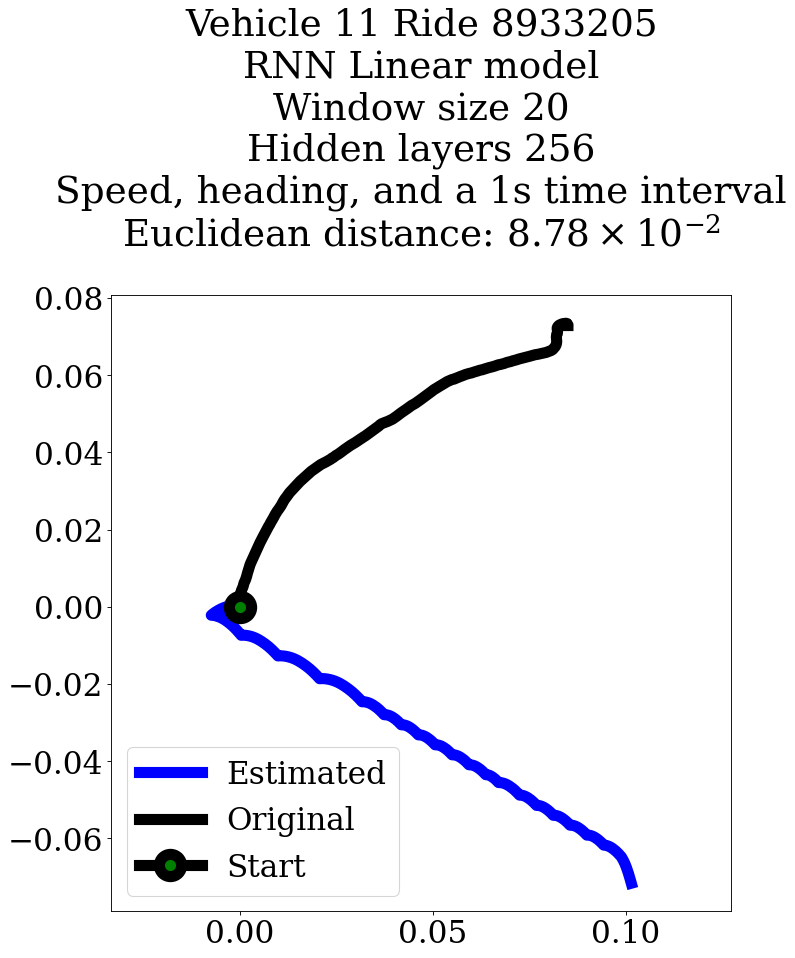 Vehicle 11 Ride 8933205
RNN Linear model
Window size 20
Hidden layers 256
Speed, heading, and a 1s time interval
Euclidean distance: 8.78 × 10⁻²
0.08
0.06
0.04
0.02
0.00
−0.02
−0.04
−0.06
Estimated
Original
Start
0.00 0.05 0.10